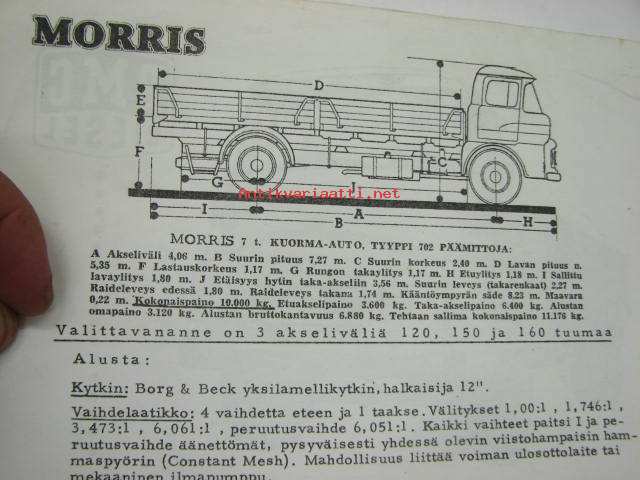 MORRIS
D
E
F
C
G
J
Antikvariaatti.net
I
A
B
H
MORRIS 7 t. KUORMA-AUTO, TYYPPI 702 PÄÄMITTOJA:
A Akseliväli 4,06 m. B Suurin pituus 7,27 m. C Suurin korkeus 2,40 m. D Lavan pituus n.
5,35 m. F Lastauskorkeus 1,17 m. G Rungon takaylitys 1,17 m. H Etuylitys 1,18 m. I Sallittu
lavaylitys 1,80 m. J Etäisyys hytin taka-akseliin 3,56 m. Suurin leveys (takarenkaat) 2,27 m.
Raideleveys edessä 1,80 m. Raideleveys takana 1,74 m. Kääntöympyrän säde 8,23 m. Maavara
0,22 m. Kokonaispaino 10.000 kg. Etuakselipaino 3.600 kg. Taka-akselipaino 6.400 kg. Alustan
omapaino 3.120 kg. Alustan bruttokantavuus 6.880 kg. Tehtaan sallima kokonaispaino 11.176 kg.
Valittavananne on 3 akseliväliä 120, 150 ja 160 tuumaa
Alusta:
Kytkin: Borg & Beck yksilamellikytkin, halkaisija 12".
Vaihdelaatikko: 4 vaihdetta eteen ja 1 taakse. Välitykset 1,00:1 , 1,746:1 ,
3,473:1 , 6,061:1 , peruutusvaihde 6,051:1. Kaikki vaihteet paitsi I ja pe-
ruutusvaihde äänettömät, pysyväisesti yhdessä olevin viistohampaisin ham-
maspyörin (Constant Mesh). Mahdollisuus liittää voiman ulosottolaite tai
mekaaninen ilmapumppu.